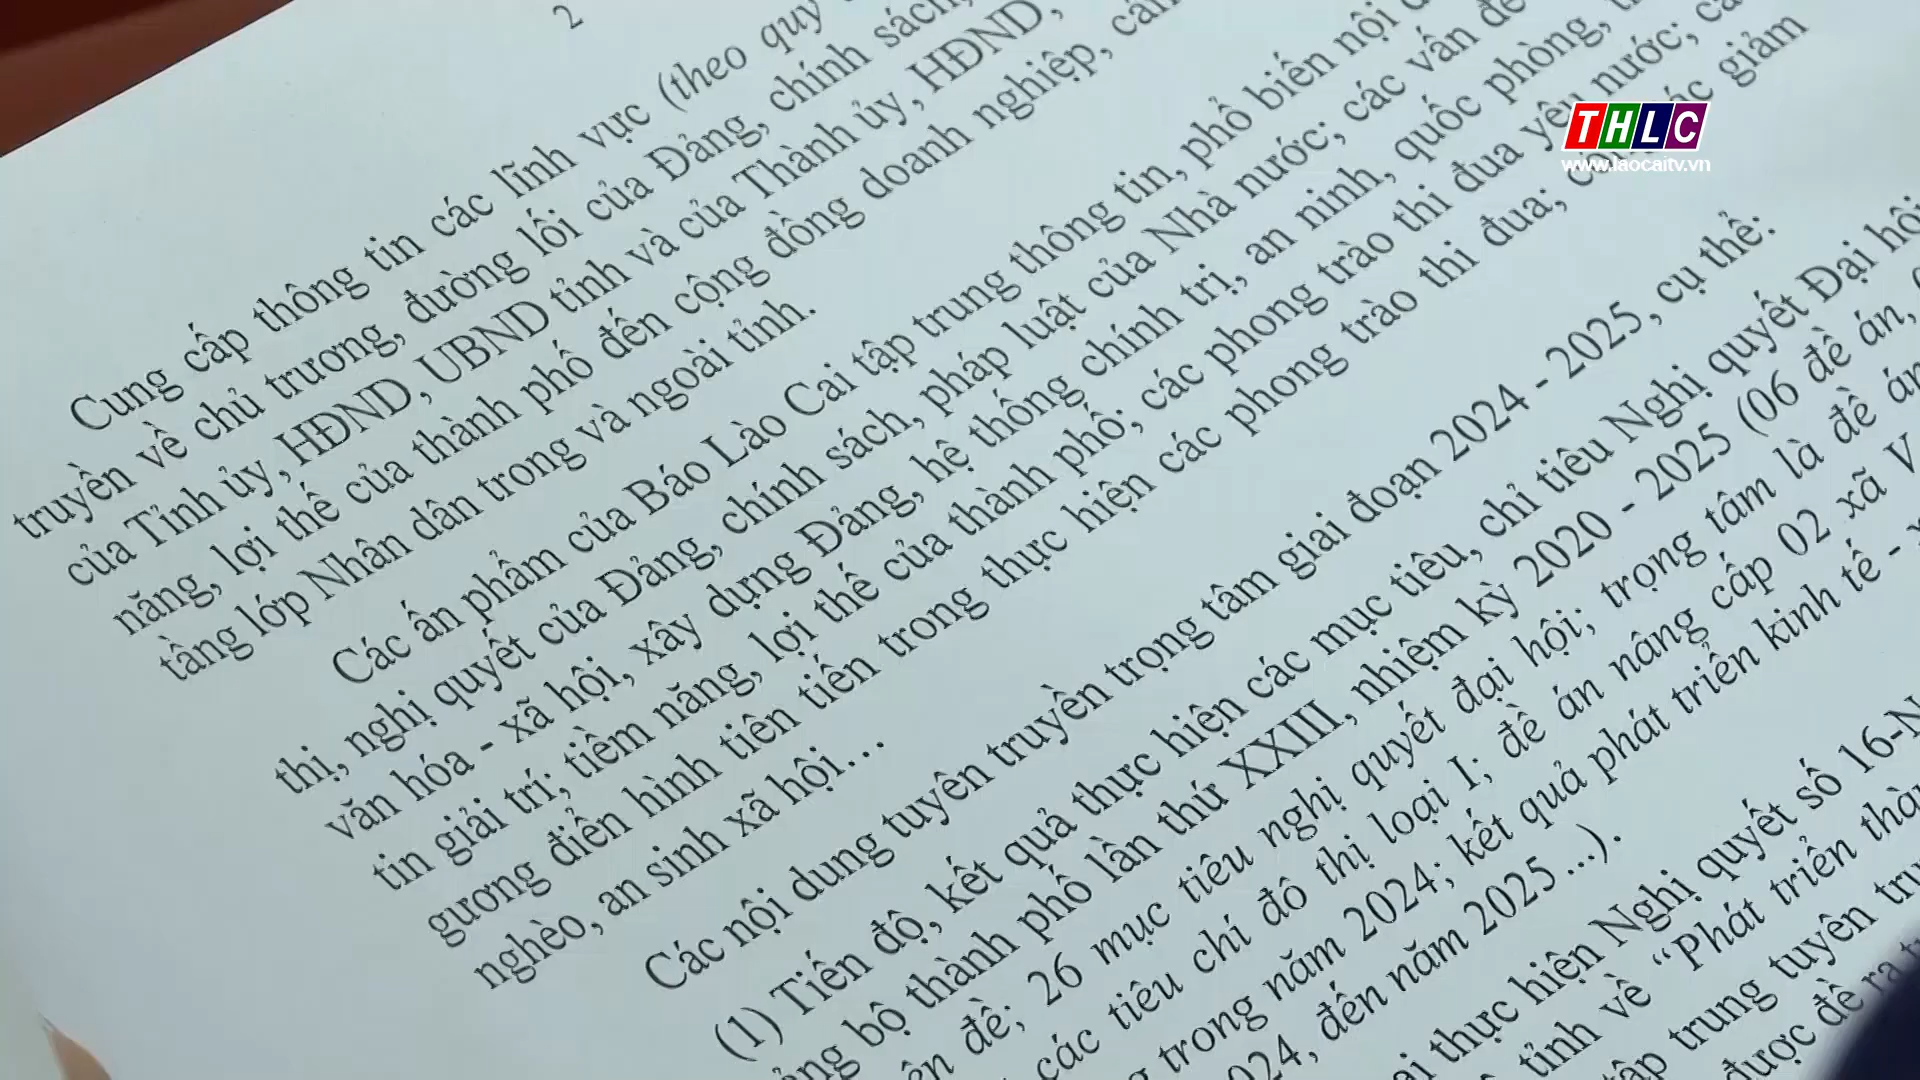 2
Cung cấp thông tin các lĩnh vực (theo quy
truyền về chủ trương, đường lối của Đảng, chính sách,
của Tỉnh ủy, HĐND, UBND tỉnh và của Thành ủy, HĐND,
năng, lợi thế của thành phố đến cộng đồng doanh nghiệp,
tầng lớp Nhân dân trong và ngoài tỉnh.
Các ấn phẩm của Báo Lào Cai tập trung thông tin, phổ biến nội
thị, nghị quyết của Đảng, chính sách, pháp luật của Nhà nước; các vấn đề
văn hóa - xã hội, xây dựng Đảng, hệ thống chính trị, an ninh, quốc phòng,
tin giải trí; tiềm năng, lợi thế của thành phố; các phong trào thi đua yêu nước;
gương điển hình tiên tiến trong thực hiện các phong trào thi đua; giảm
nghèo, an sinh xã hội...
Các nội dung tuyên truyền trọng tâm giai đoạn 2024 - 2025, cụ thể:
(1) Tiến độ, kết quả thực hiện các mục tiêu, chỉ tiêu Nghị quyết Đại hội
bộ thành phố lần thứ XXIII, nhiệm kỳ 2020 - 2025 (06 đề án,
đề; 26 mục tiêu nghị quyết đại hội; trọng tâm là đề án
các tiêu chí đô thị loại I; đề án nâng cấp 02 xã V
trong năm 2024; kết quả phát triển kinh tế -
đến năm 2025 ...).
thực hiện Nghị quyết số 16-N
tỉnh về “Phát triển
trung tuyên
được đề ra
THLC
www.laocaitv.vn